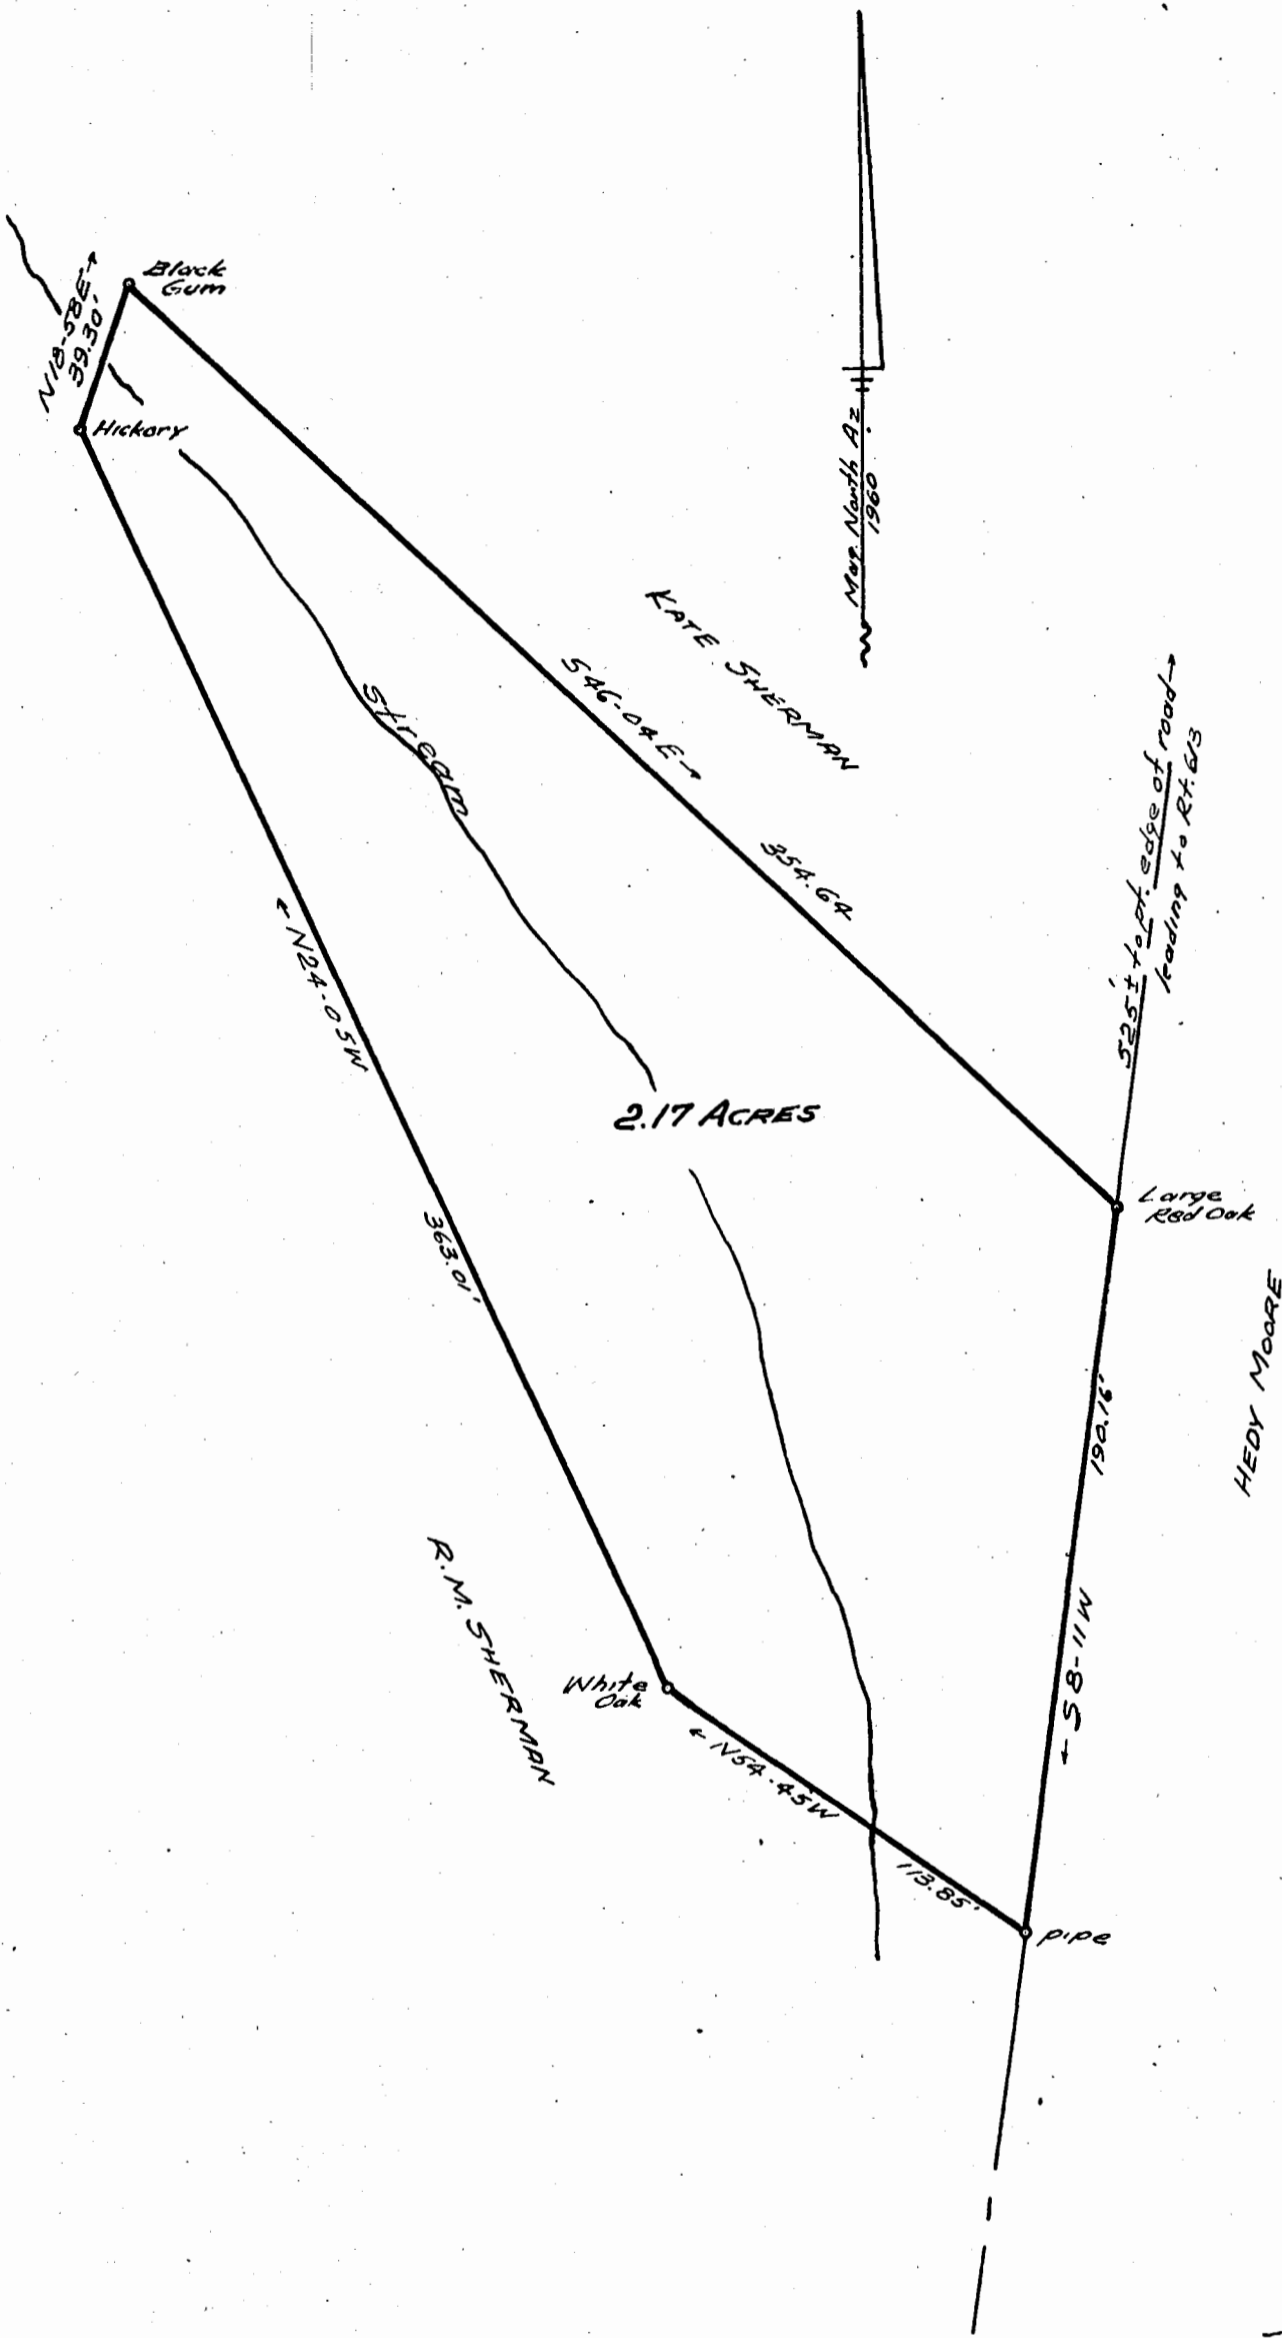 Black
Gum
N18-58E→
39.30'
Hickory
Mag. North Az.
1960
KATE SHERMAN
S46-04E→
354.64
Stream
525'± to pt. edge of road→
leading to Rt. 613
←N24-05W
363.01'
2.17 ACRES
Large
Red Oak
HEDY MOORE
190.16'
←S8-11W
R.M. SHERMAN
White
Oak
←N54-45W
113.85'
pipe